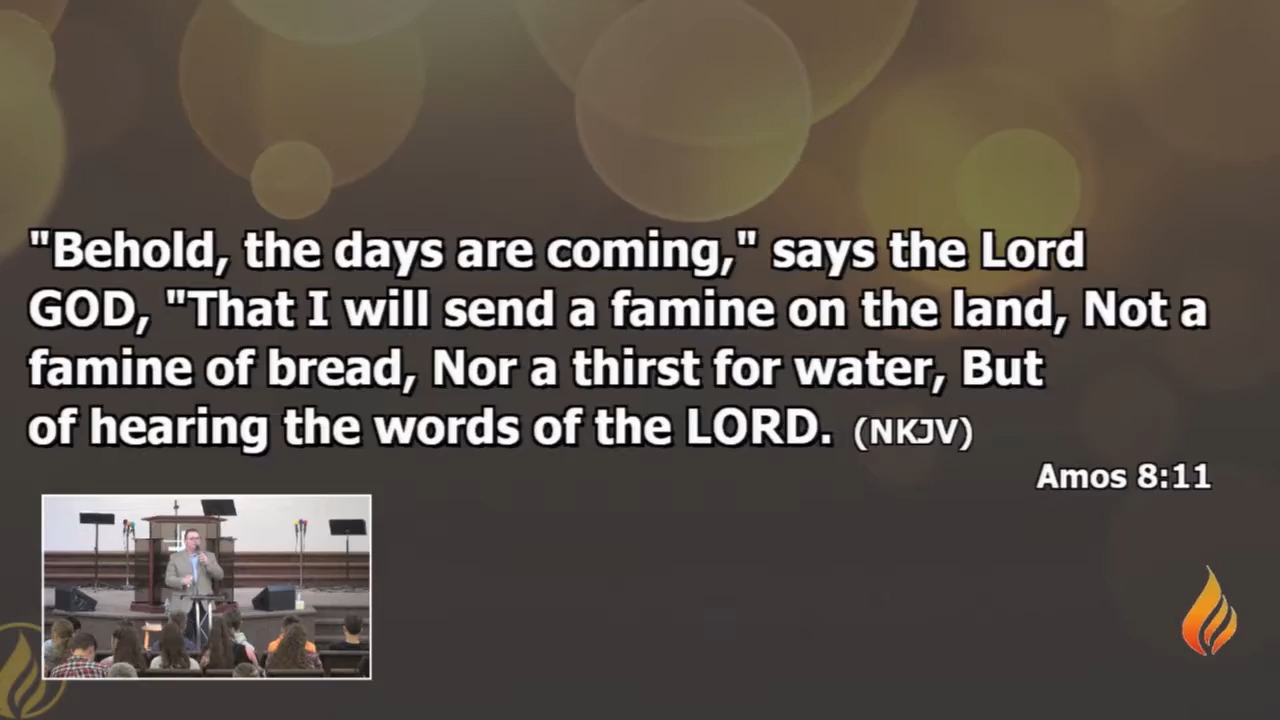 "Behold, the days are coming," says the Lord
GOD, "That I will send a famine on the land, Not a
famine of bread, Nor a thirst for water, But
of hearing the words of the LORD. (NKJV)
Amos 8:11